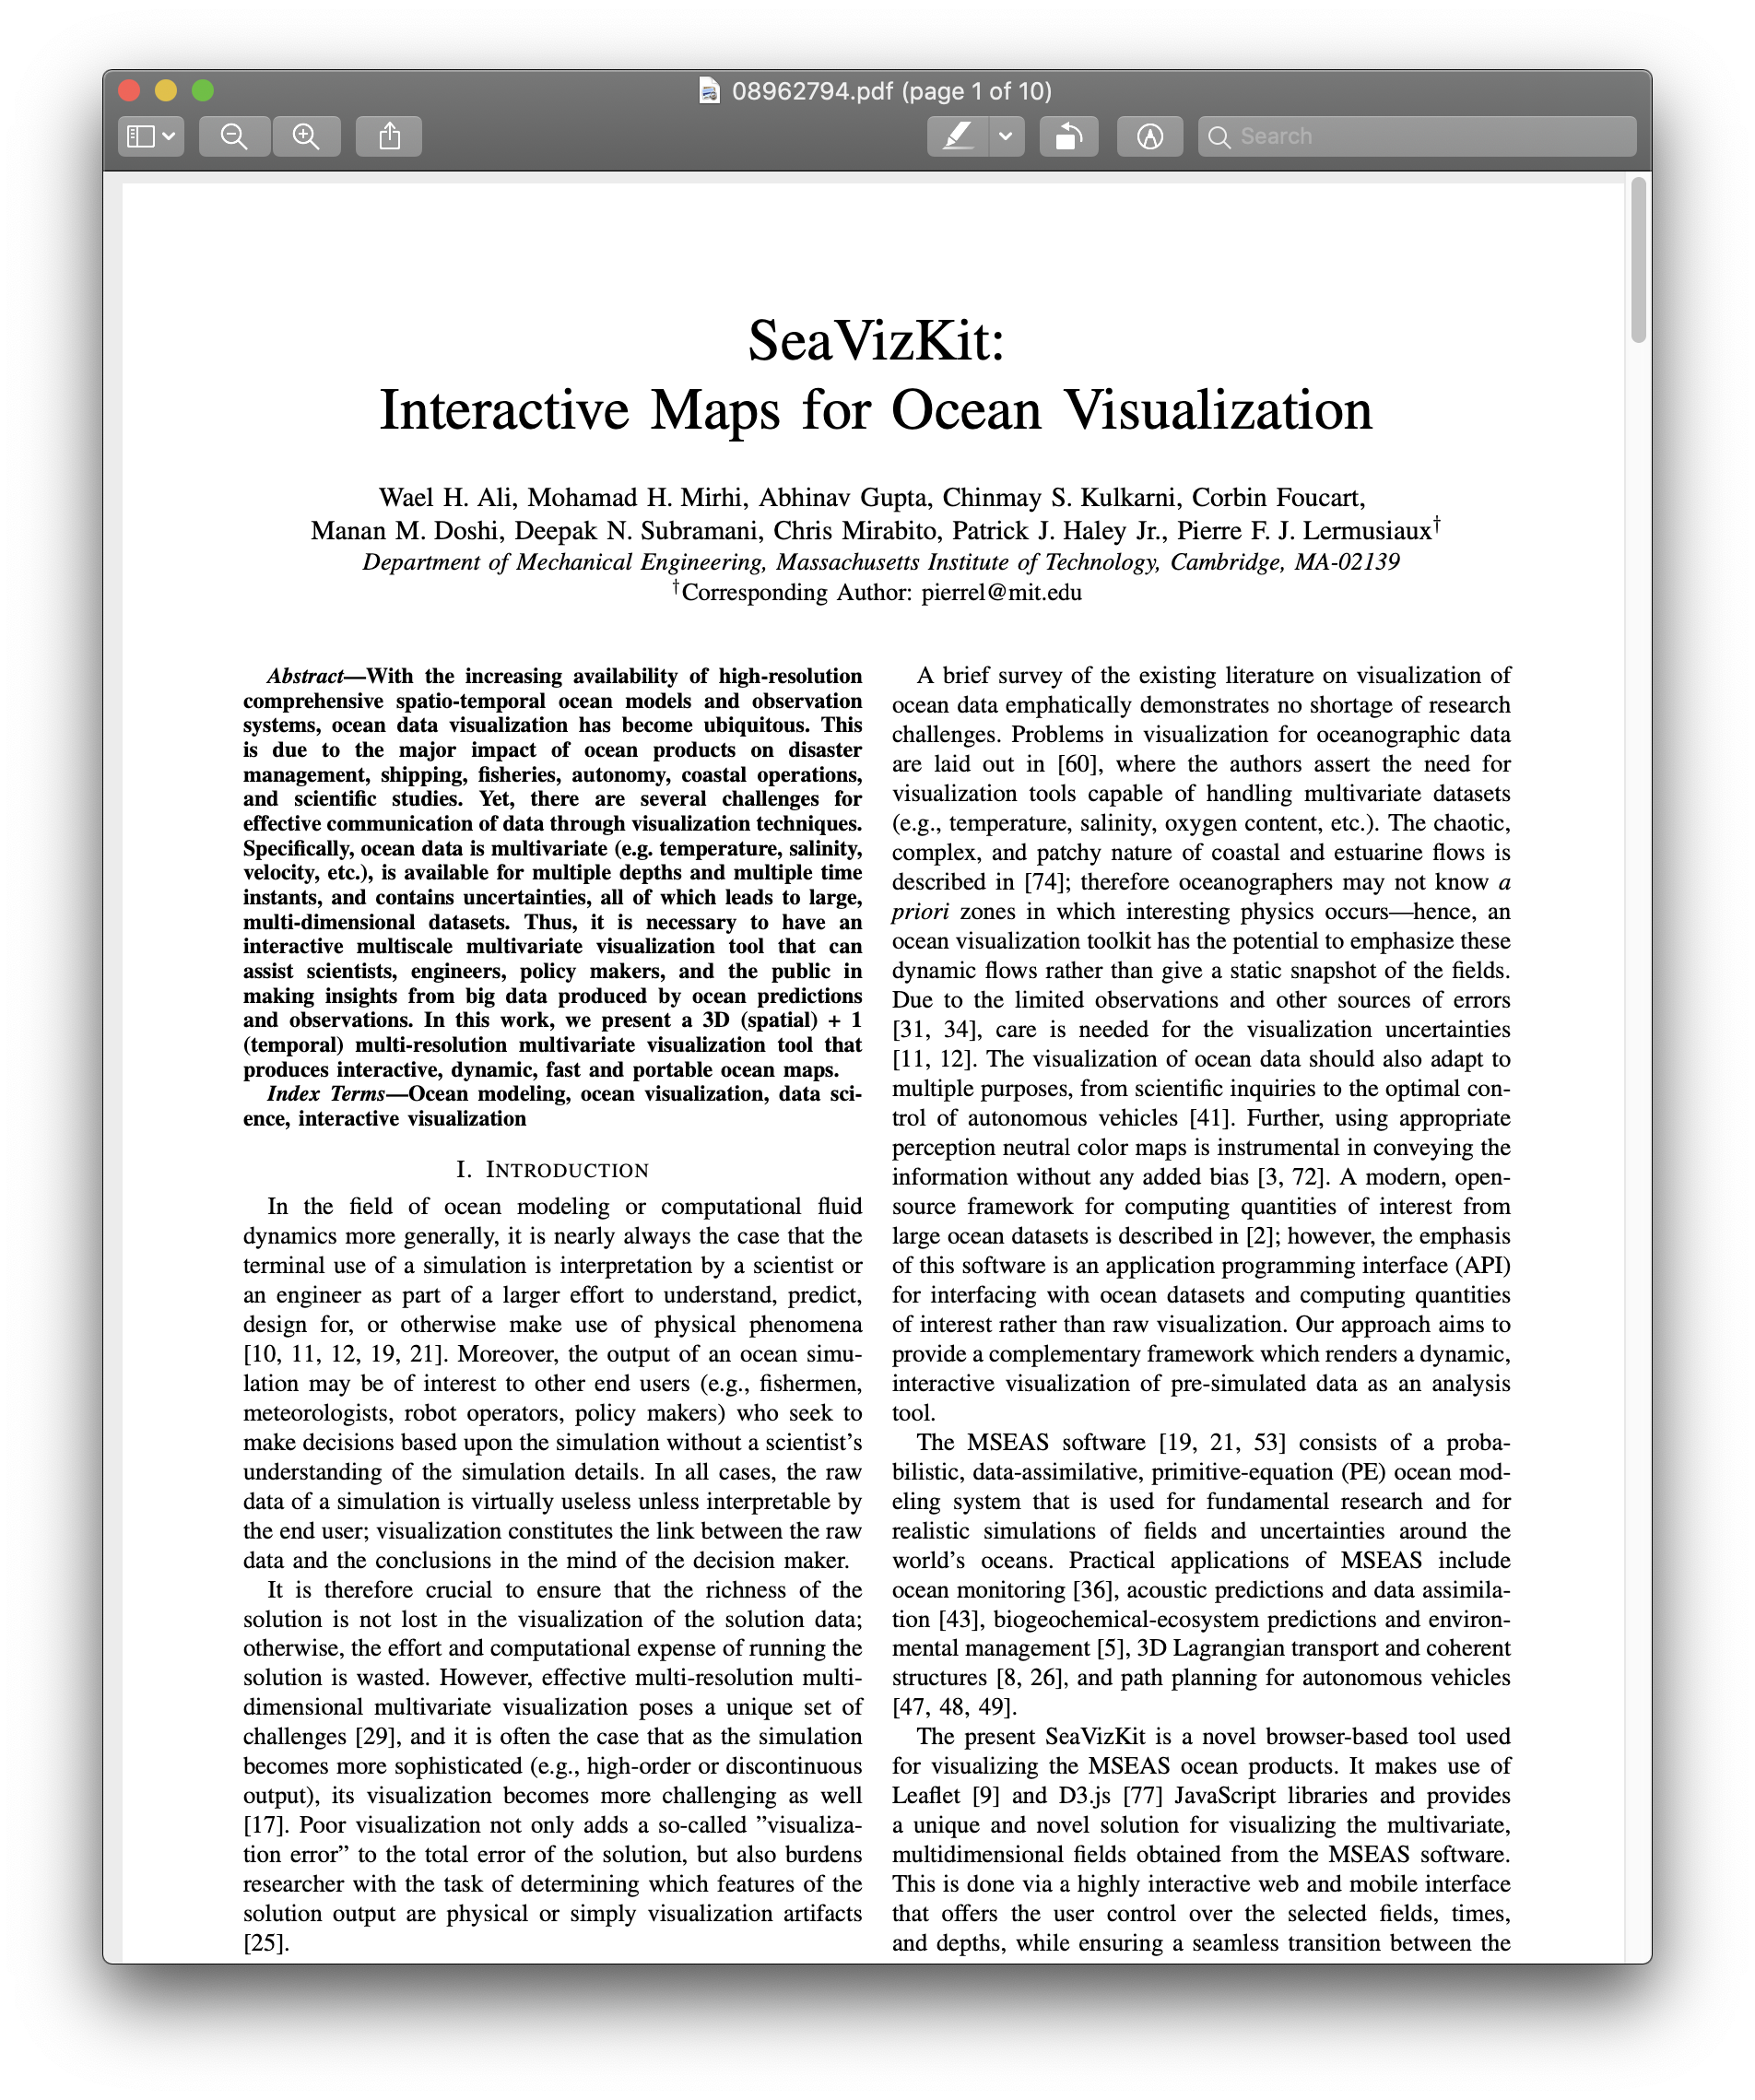 08962794.pdf (page 1 of 10)
Search
SeaVizKit:
Interactive Maps for Ocean Visualization
Wael H. Ali, Mohamad H. Mirhi, Abhinav Gupta, Chinmay S. Kulkarni, Corbin Foucart,
Manan M. Doshi, Deepak N. Subramani, Chris Mirabito, Patrick J. Haley Jr., Pierre F. J. Lermusiaux†
Department of Mechanical Engineering, Massachusetts Institute of Technology, Cambridge, MA-02139
†Corresponding Author: pierrel@mit.edu
Abstract—With the increasing availability of high-resolution
comprehensive spatio-temporal ocean models and observation
systems, ocean data visualization has become ubiquitous. This
is due to the major impact of ocean products on disaster
management, shipping, fisheries, autonomy, coastal operations,
and scientific studies. Yet, there are several challenges for
effective communication of data through visualization techniques.
Specifically, ocean data is multivariate (e.g. temperature, salinity,
velocity, etc.), is available for multiple depths and multiple time
instants, and contains uncertainties, all of which leads to large,
multi-dimensional datasets. Thus, it is necessary to have an
interactive multiscale multivariate visualization tool that can
assist scientists, engineers, policy makers, and the public in
making insights from big data produced by ocean predictions
and observations. In this work, we present a 3D (spatial) + 1
(temporal) multi-resolution multivariate visualization tool that
produces interactive, dynamic, fast and portable ocean maps.
Index Terms—Ocean modeling, ocean visualization, data sci-
ence, interactive visualization
I. INTRODUCTION
In the field of ocean modeling or computational fluid
dynamics more generally, it is nearly always the case that the
terminal use of a simulation is interpretation by a scientist or
an engineer as part of a larger effort to understand, predict,
design for, or otherwise make use of physical phenomena
[10, 11, 12, 19, 21]. Moreover, the output of an ocean simu-
lation may be of interest to other end users (e.g., fishermen,
meteorologists, robot operators, policy makers) who seek to
make decisions based upon the simulation without a scientist’s
understanding of the simulation details. In all cases, the raw
data of a simulation is virtually useless unless interpretable by
the end user; visualization constitutes the link between the raw
data and the conclusions in the mind of the decision maker.
It is therefore crucial to ensure that the richness of the
solution is not lost in the visualization of the solution data;
otherwise, the effort and computational expense of running the
solution is wasted. However, effective multi-resolution multi-
dimensional multivariate visualization poses a unique set of
challenges [29], and it is often the case that as the simulation
becomes more sophisticated (e.g., high-order or discontinuous
output), its visualization becomes more challenging as well
[17]. Poor visualization not only adds a so-called ”visualiza-
tion error” to the total error of the solution, but also burdens
researcher with the task of determining which features of the
solution output are physical or simply visualization artifacts
[25].
A brief survey of the existing literature on visualization of
ocean data emphatically demonstrates no shortage of research
challenges. Problems in visualization for oceanographic data
are laid out in [60], where the authors assert the need for
visualization tools capable of handling multivariate datasets
(e.g., temperature, salinity, oxygen content, etc.). The chaotic,
complex, and patchy nature of coastal and estuarine flows is
described in [74]; therefore oceanographers may not know a
priori zones in which interesting physics occurs—hence, an
ocean visualization toolkit has the potential to emphasize these
dynamic flows rather than give a static snapshot of the fields.
Due to the limited observations and other sources of errors
[31, 34], care is needed for the visualization uncertainties
[11, 12]. The visualization of ocean data should also adapt to
multiple purposes, from scientific inquiries to the optimal con-
trol of autonomous vehicles [41]. Further, using appropriate
perception neutral color maps is instrumental in conveying the
information without any added bias [3, 72]. A modern, open-
source framework for computing quantities of interest from
large ocean datasets is described in [2]; however, the emphasis
of this software is an application programming interface (API)
for interfacing with ocean datasets and computing quantities
of interest rather than raw visualization. Our approach aims to
provide a complementary framework which renders a dynamic,
interactive visualization of pre-simulated data as an analysis
tool.
The MSEAS software [19, 21, 53] consists of a proba-
bilistic, data-assimilative, primitive-equation (PE) ocean mod-
eling system that is used for fundamental research and for
realistic simulations of fields and uncertainties around the
world’s oceans. Practical applications of MSEAS include
ocean monitoring [36], acoustic predictions and data assimila-
tion [43], biogeochemical-ecosystem predictions and environ-
mental management [5], 3D Lagrangian transport and coherent
structures [8, 26], and path planning for autonomous vehicles
[47, 48, 49].
The present SeaVizKit is a novel browser-based tool used
for visualizing the MSEAS ocean products. It makes use of
Leaflet [9] and D3.js [77] JavaScript libraries and provides
a unique and novel solution for visualizing the multivariate,
multidimensional fields obtained from the MSEAS software.
This is done via a highly interactive web and mobile interface
that offers the user control over the selected fields, times,
and depths, while ensuring a seamless transition between the